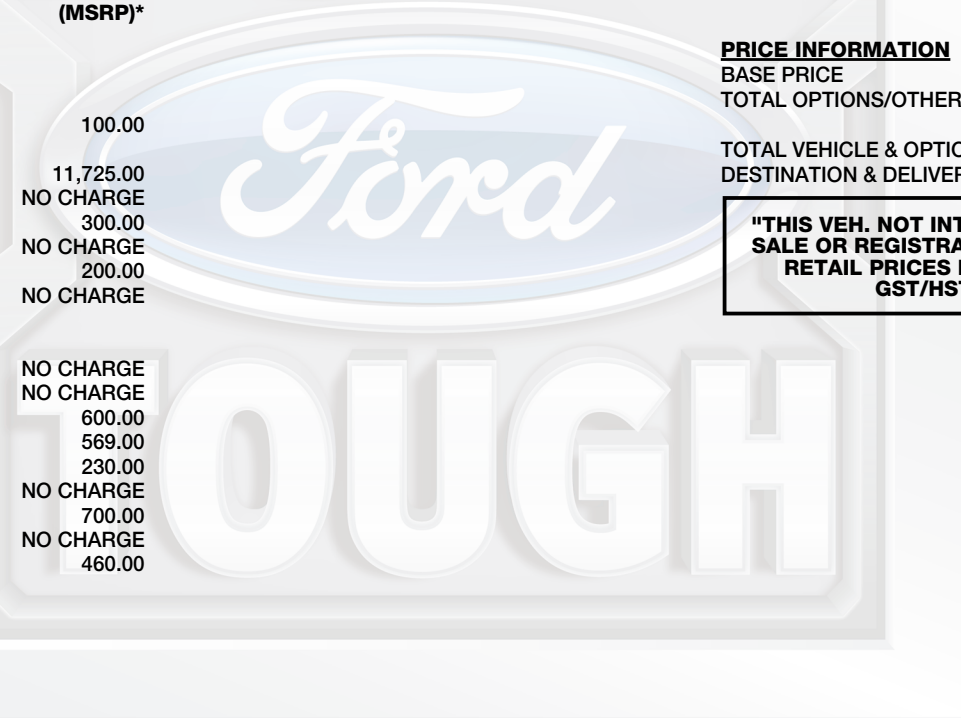 (MSRP)*
100.00
11,725.00
NO CHARGE
300.00
NO CHARGE
200.00
NO CHARGE
NO CHARGE
NO CHARGE
600.00
569.00
230.00
NO CHARGE
700.00
NO CHARGE
460.00
PRICE INFORMATION
BASE PRICE
TOTAL OPTIONS/OTHER
TOTAL VEHICLE & OPTIO
DESTINATION & DELIVER
"THIS VEH. NOT INT
SALE OR REGISTRA
RETAIL PRICES
GST/HST
Ford
TOUGH